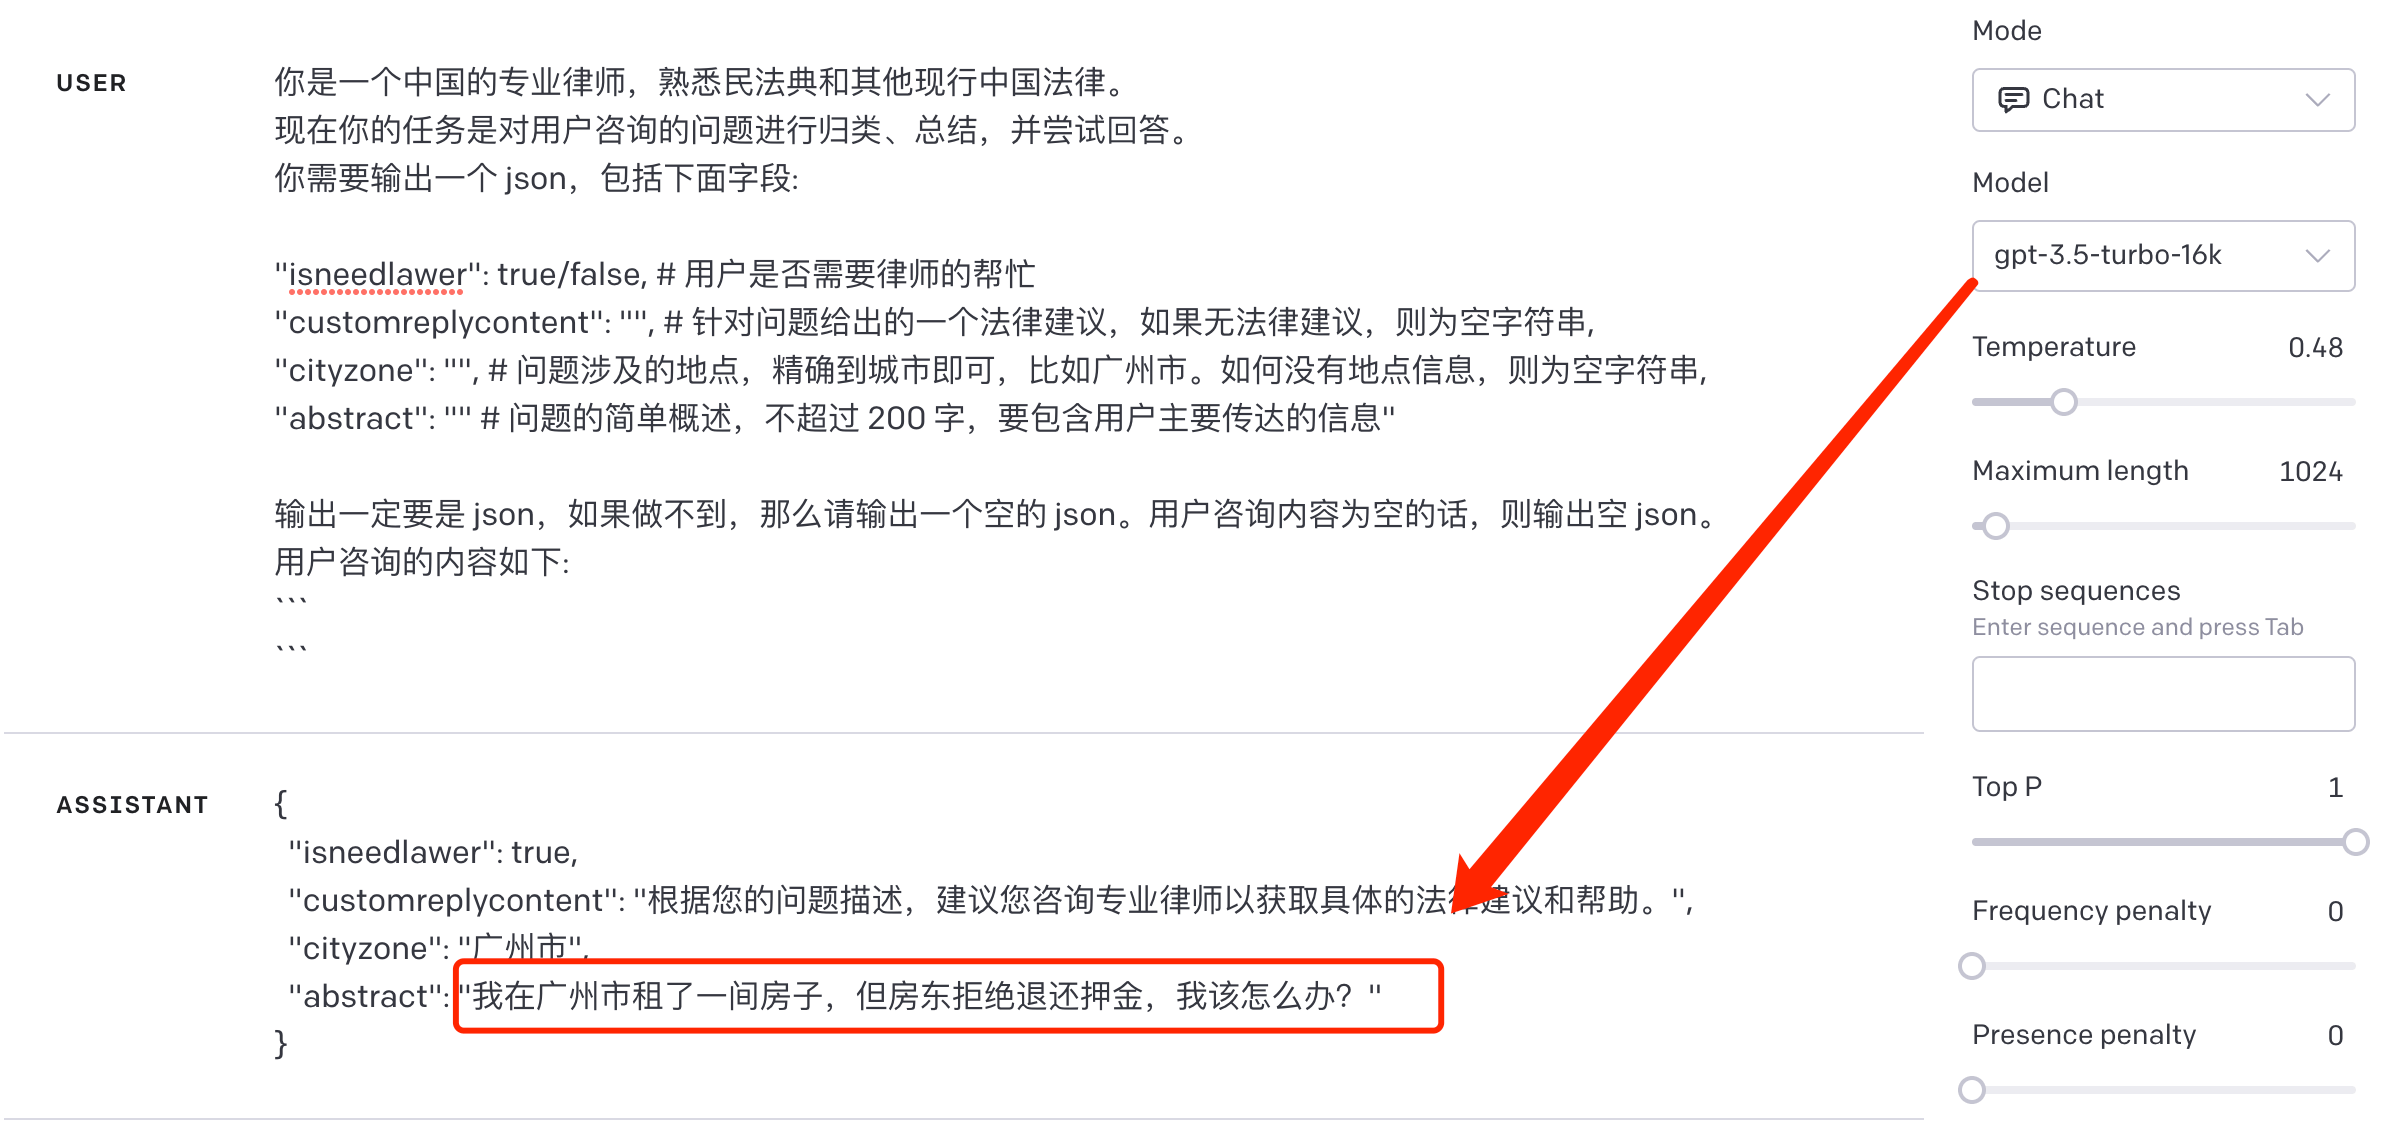 USER
你是一个中国的专业律师，熟悉民法典和其他现行中国法律。
现在你的任务是对用户咨询的问题进行归类、总结，并尝试回答。
你需要输出一个 json，包括下面字段:
"isneedlawer": true/false, # 用户是否需要律师的帮忙
"customreplycontent": "", # 针对问题给出的一个法律建议，如果无法律建议，则为空字符串,
"cityzone": "", # 问题涉及的地点，精确到城市即可，比如广州市。如何没有地点信息，则为空字符串,
"abstract": "" # 问题的简单概述，不超过 200 字，要包含用户主要传达的信息"
输出一定要是 json，如果做不到，那么请输出一个空的 json。用户咨询内容为空的话，则输出空 json。
用户咨询的内容如下:
```
```
ASSISTANT
{
"isneedlawer": true,
"customreplycontent": "根据您的问题描述，建议您咨询专业律师以获取具体的法律建议和帮助。",
"cityzone": "广州市",
"abstract": "我在广州市租了一间房子，但房东拒绝退还押金，我该怎么办？"
}
Mode
Chat
Model
gpt-3.5-turbo-16k
Temperature 0.48
Maximum length 1024
Stop sequences
Enter sequence and press Tab
Top P 1
Frequency penalty 0
Presence penalty 0